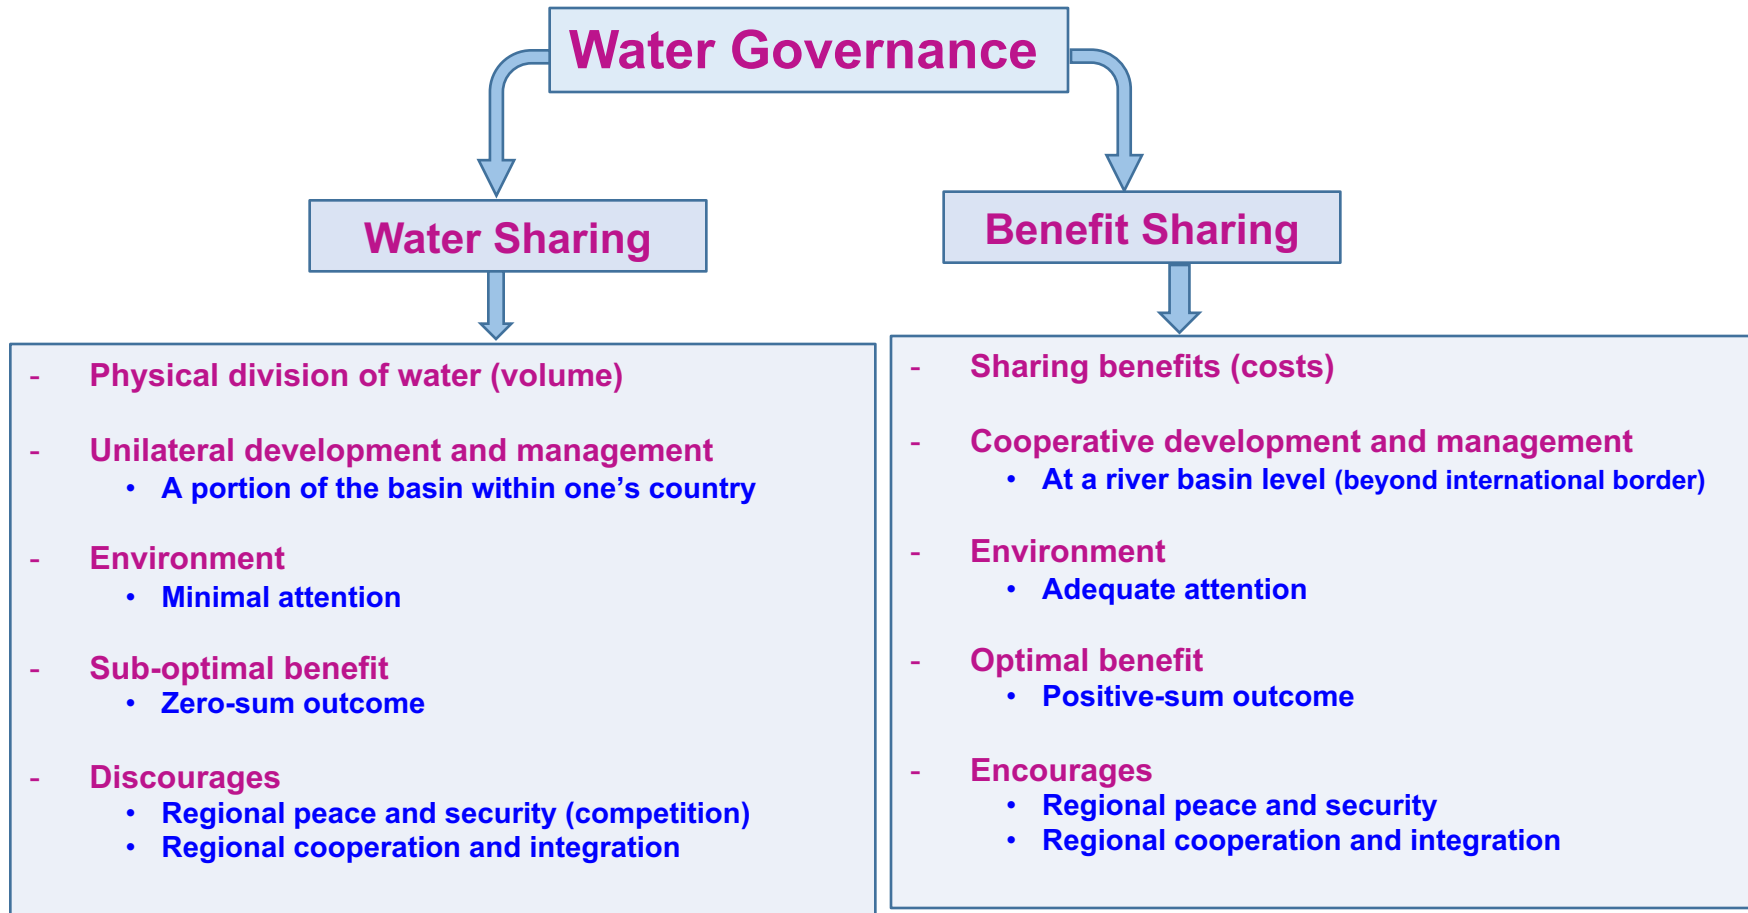 Water Governance
Water Sharing
Benefit Sharing
- Physical division of water (volume)
- Unilateral development and management
• A portion of the basin within one’s country
- Environment
• Minimal attention
- Sub-optimal benefit
• Zero-sum outcome
- Discourages
• Regional peace and security (competition)
• Regional cooperation and integration
- Sharing benefits (costs)
- Cooperative development and management
• At a river basin level (beyond international border)
- Environment
• Adequate attention
- Optimal benefit
• Positive-sum outcome
- Encourages
• Regional peace and security
• Regional cooperation and integration